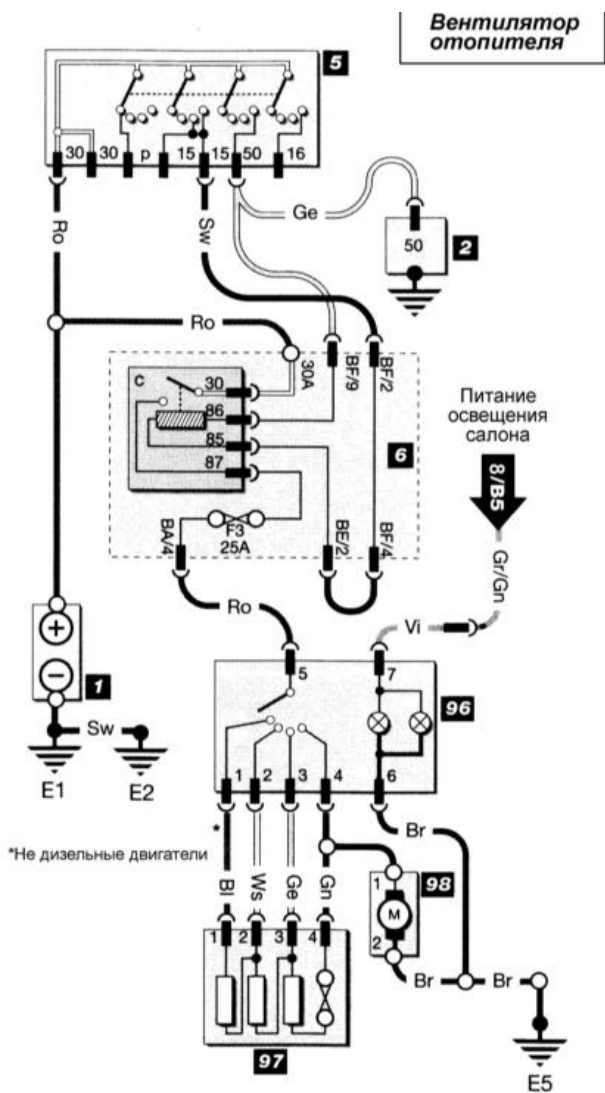 Вентилятор
отопителя
5
30 30 p 15 15 50 16
Ge
50
2
Ro
Sw
Ro
30A
BF/9
BF/2
Питание
освещения
салона
8/B5
C
30
86
85
87
6
F3
25A
BA/4
BE/2
BF/4
Gr/Gn
Ro
Vi
+
−
1
5
7
96
Sw
E1
E2
1 2 3 4
6
*
Br
*Не дизельные двигатели
Bl
Ws
Ge
Gn
1
98
M
2
1 2 3 4
Br
Br
97
E5